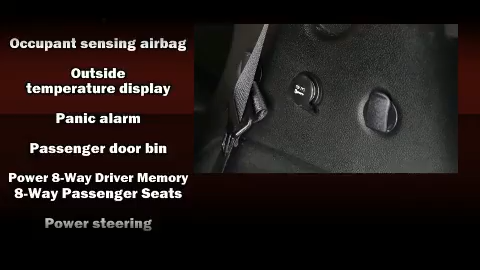 Occupant sensing airbag
Outside
temperature display
Panic alarm
Passenger door bin
Power 8-Way Driver Memory
8-Way Passenger Seats
Power steering